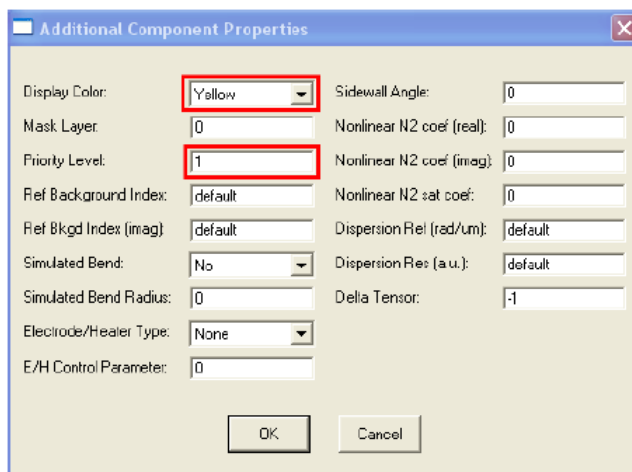 Additional Component Properties
Display Color: Yellow Sidewall Angle: 0
Mask Layer: 0 Nonlinear N2 coef (real): 0
Priority Level: 1 Nonlinear N2 coef (imag): 0
Ref Background Index: default Nonlinear N2 sat coef: 0
Ref Bkgd Index (imag): default Dispersion Ref (rad/um): default
Simulated Bend: No Dispersion Res (a.u.): default
Simulated Bend Radius: 0 Delta Tensor: -1
Electrode/Heater Type: None
E/H Control Parameter: 0
OK Cancel